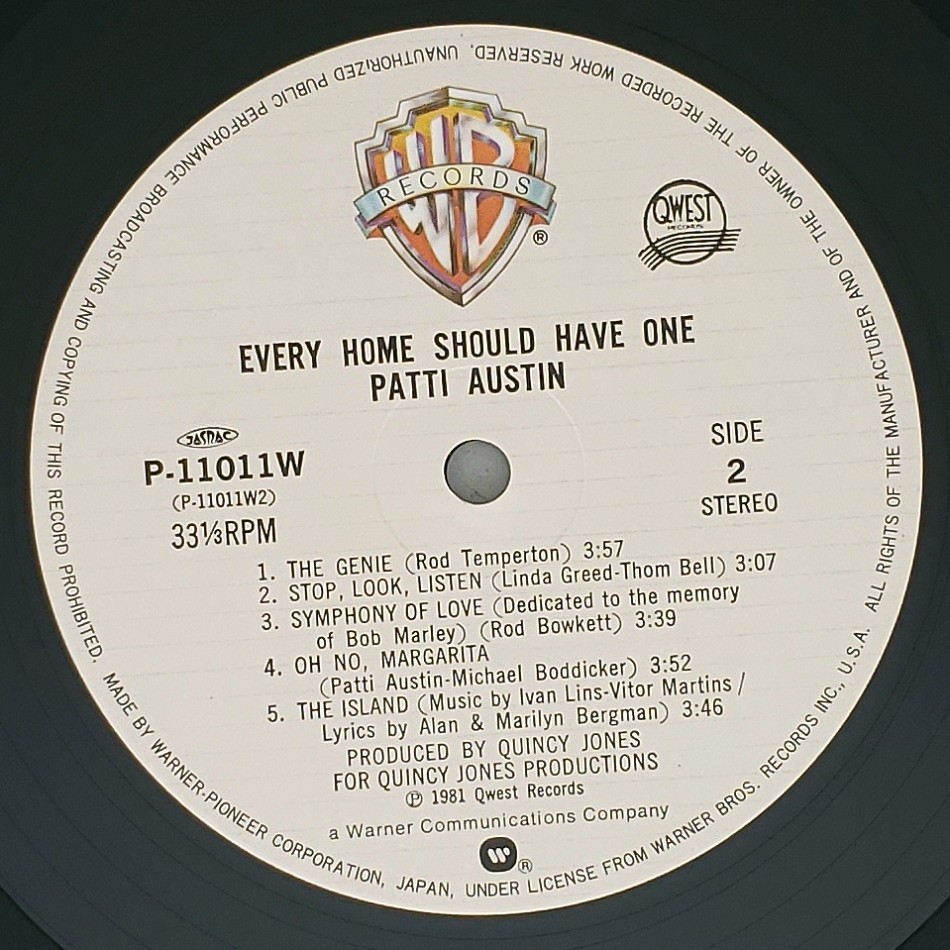 WB
RECORDS
®
QWEST
RECORDS
EVERY HOME SHOULD HAVE ONE
PATTI AUSTIN
JASRAC
P-11011W
(P-11011W2)
33⅓RPM
SIDE
2
STEREO
1. THE GENIE (Rod Temperton) 3:57
2. STOP, LOOK, LISTEN (Linda Greed-Thom Bell) 3:07
3. SYMPHONY OF LOVE (Dedicated to the memory
of Bob Marley) (Rod Bowkett) 3:39
4. OH NO, MARGARITA
(Patti Austin-Michael Boddicker) 3:52
5. THE ISLAND (Music by Ivan Lins-Vitor Martins /
Lyrics by Alan & Marilyn Bergman) 3:46
PRODUCED BY QUINCY JONES
FOR QUINCY JONES PRODUCTIONS
℗ 1981 Qwest Records
a Warner Communications Company
®
MADE BY WARNER-PIONEER CORPORATION, JAPAN, UNDER LICENSE FROM WARNER BROS. RECORDS INC., U.S.A. ALL RIGHTS OF THE MANUFACTURER AND OF THE OWNER OF THE RECORDED WORK RESERVED. UNAUTHORIZED PUBLIC PERFORMANCE BROADCASTING AND COPYING OF THIS RECORD PROHIBITED.